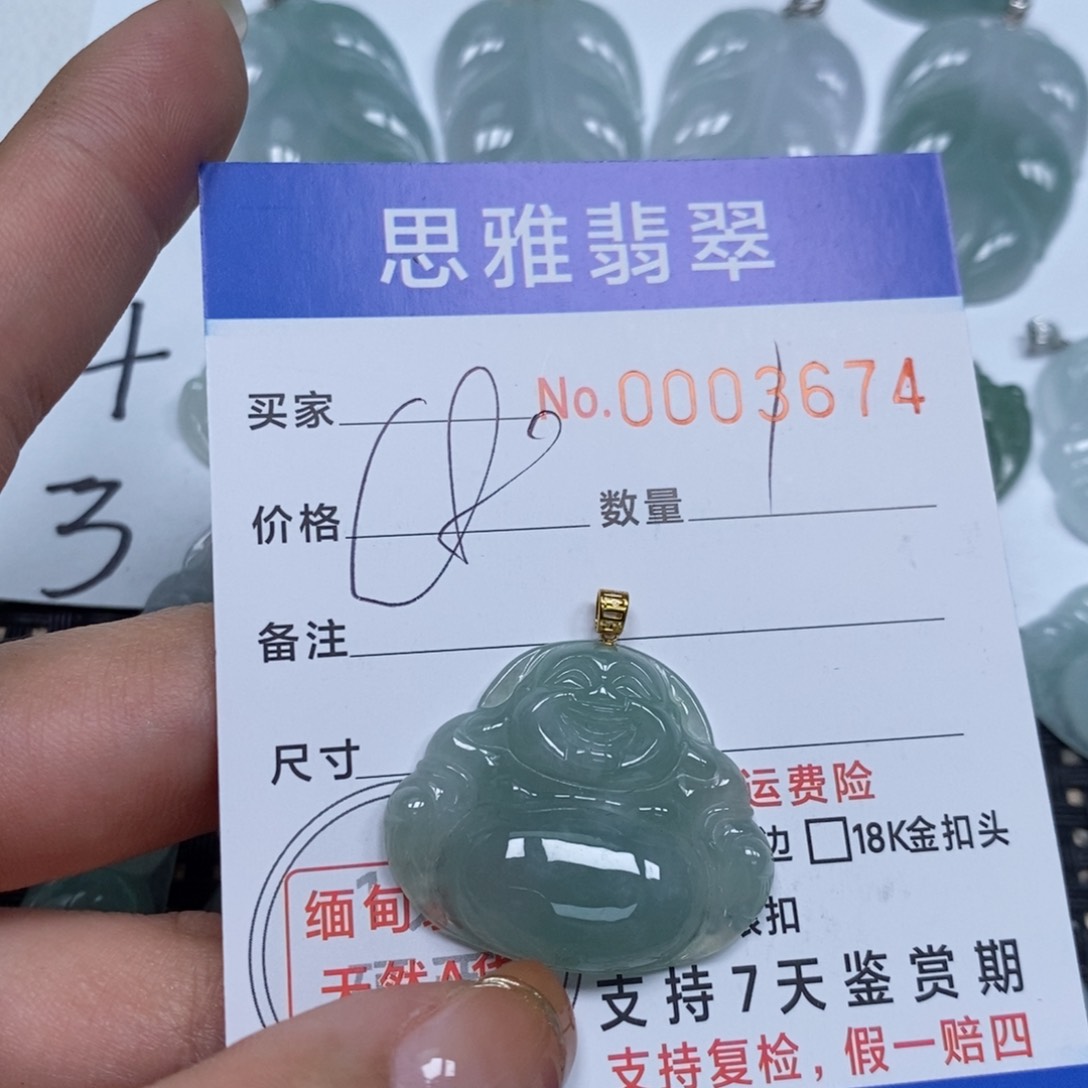 思雅翡翠
买家 No.0003674
价格 数量 1
备注
尺寸
运费险
边 □18K金扣头
扣
缅甸
天然A货
支持7天鉴赏期
支持复检，假一赔四
4
3